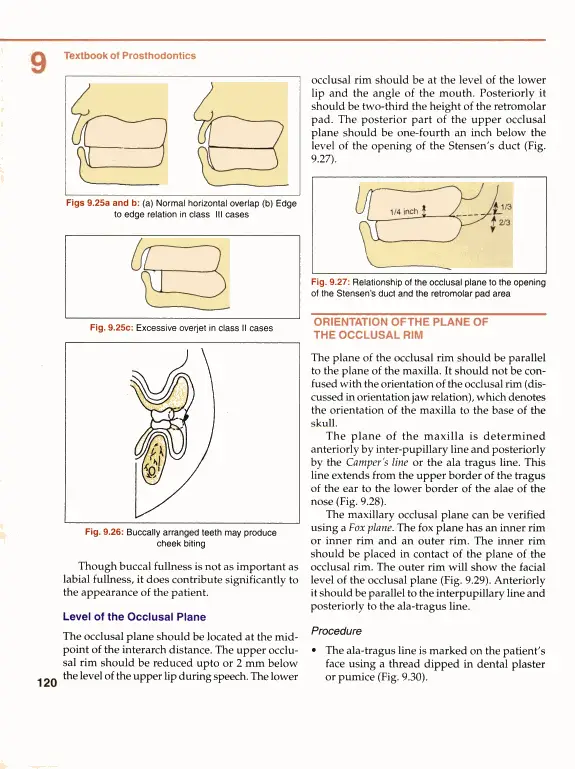 9
Textbook of Prosthodontics
Figs 9.25a and b: (a) Normal horizontal overlap (b) Edge
to edge relation in class III cases
Fig. 9.25c: Excessive overjet in class II cases
Fig. 9.26: Buccally arranged teeth may produce
cheek biting
Though buccal fullness is not as important as
labial fullness, it does contribute significantly to
the appearance of the patient.
Level of the Occlusal Plane
The occlusal plane should be located at the mid-
point of the interarch distance. The upper occlu-
sal rim should be reduced upto or 2 mm below
the level of the upper lip during speech. The lower
120
occlusal rim should be at the level of the lower
lip and the angle of the mouth. Posteriorly it
should be two-third the height of the retromolar
pad. The posterior part of the upper occlusal
plane should be one-fourth an inch below the
level of the opening of the Stensen's duct (Fig.
9.27).
1/4 inch
1/3
2/3
Fig. 9.27: Relationship of the occlusal plane to the opening
of the Stensen's duct and the retromolar pad area
ORIENTATION OF THE PLANE OF
THE OCCLUSAL RIM
The plane of the occlusal rim should be parallel
to the plane of the maxilla. It should not be con-
fused with the orientation of the occlusal rim (dis-
cussed in orientation jaw relation), which denotes
the orientation of the maxilla to the base of the
skull.
The plane of the maxilla is determined
anteriorly by inter-pupillary line and posteriorly
by the Camper's line or the ala tragus line. This
line extends from the upper border of the tragus
of the ear to the lower border of the alae of the
nose (Fig. 9.28).
The maxillary occlusal plane can be verified
using a Fox plane. The fox plane has an inner rim
or inner rim and an outer rim. The inner rim
should be placed in contact of the plane of the
occlusal rim. The outer rim will show the facial
level of the occlusal plane (Fig. 9.29). Anteriorly
it should be parallel to the interpupillary line and
posteriorly to the ala-tragus line.
Procedure
• The ala-tragus line is marked on the patient's
face using a thread dipped in dental plaster
or pumice (Fig. 9.30).